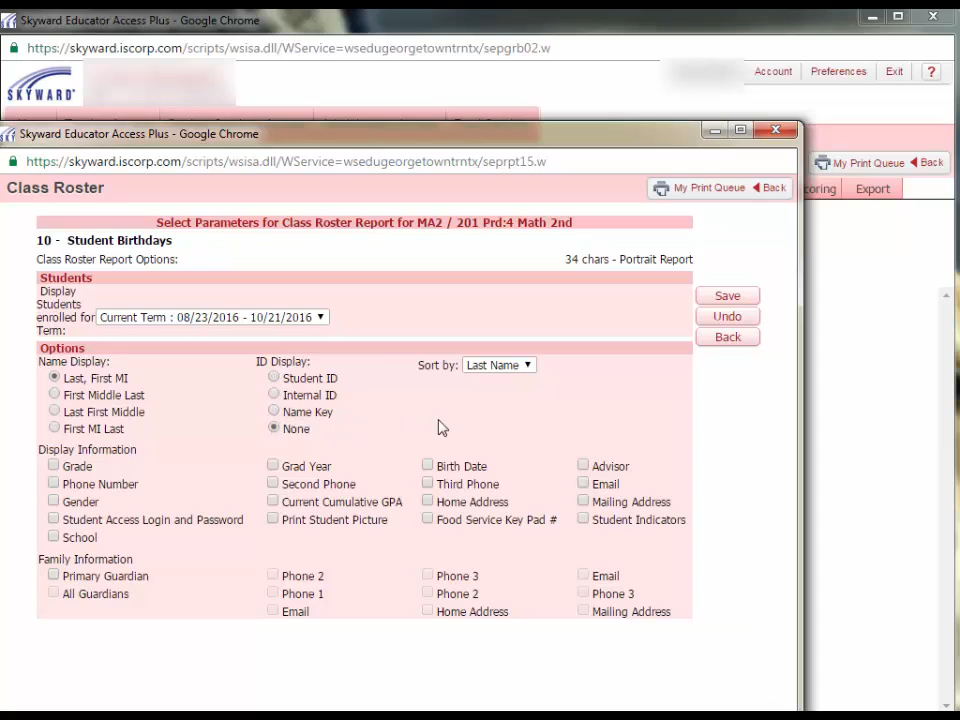 Skyward Educator Access Plus - Google Chrome
https://skyward.iscorp.com/scripts/wsisa.dll/WService=wsedugeorgetowntrntx/sepgrb02.w
SKYWARD
Account Preferences Exit ?
Skyward Educator Access Plus - Google Chrome
https://skyward.iscorp.com/scripts/wsisa.dll/WService=wsedugeorgetowntrntx/seprpt15.w
My Print Queue Back
Class Roster
My Print Queue Back
oring Export
Select Parameters for Class Roster Report for MA2 / 201 Prd:4 Math 2nd
10 - Student Birthdays
Class Roster Report Options: 34 chars - Portrait Report
Students
Display
Students
enrolled for Current Term : 08/23/2016 - 10/21/2016
Term:
Save
Undo
Back
Options
Name Display: ID Display: Sort by: Last Name
Last, First MI Student ID
First Middle Last Internal ID
Last First Middle Name Key
First MI Last None
Display Information
Grade Grad Year Birth Date Advisor
Phone Number Second Phone Third Phone Email
Gender Current Cumulative GPA Home Address Mailing Address
Student Access Login and Password Print Student Picture Food Service Key Pad # Student Indicators
School
Family Information
Primary Guardian Phone 2 Phone 3 Email
All Guardians Phone 1 Phone 2 Phone 3
Email Home Address Mailing Address